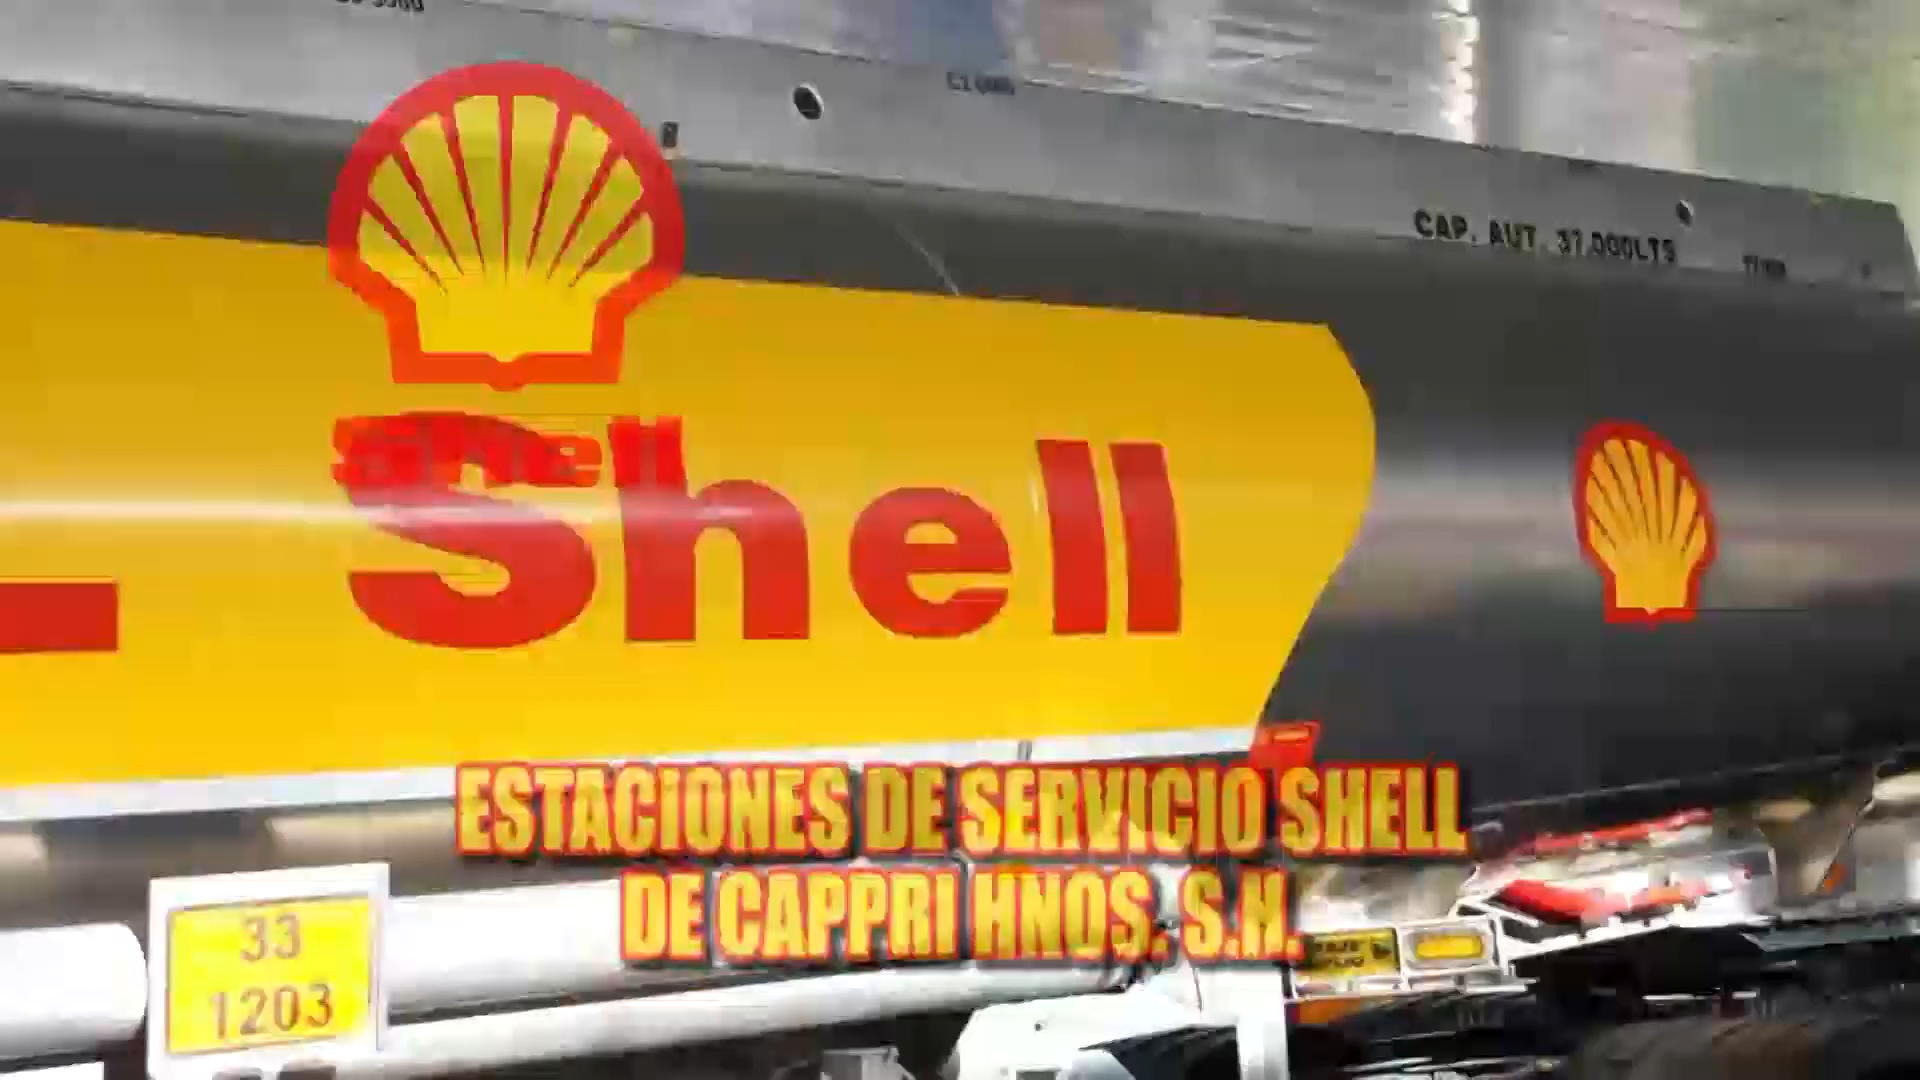 CAP. AUT. 37.000LTS
Shell
Shell
ESTACIONES DE SERVICIO SHELL
DE CAPPRI HNOS. S.H.
33
1203